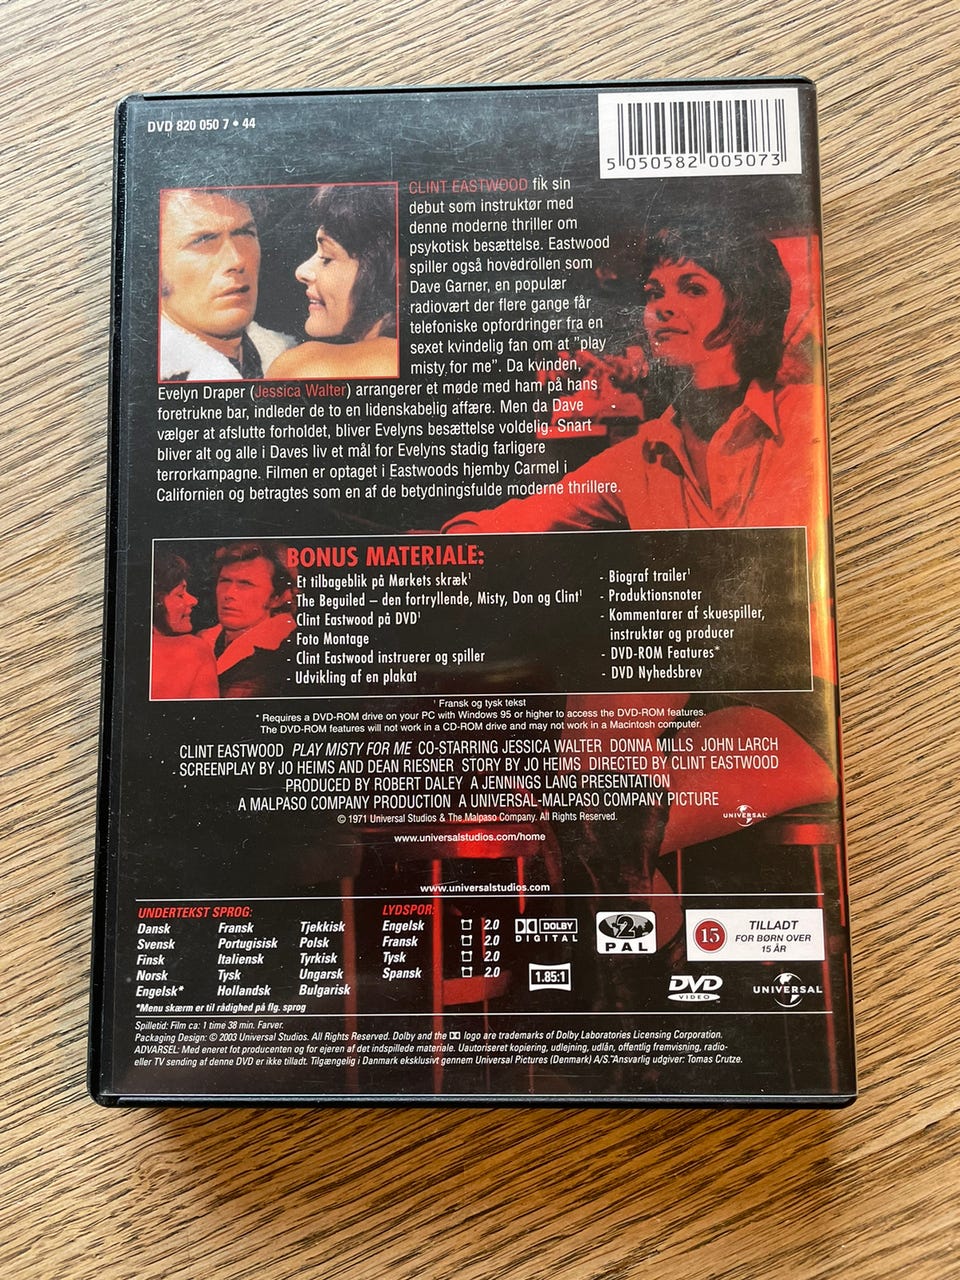 DVD 820 050 7 • 44
5 050582 005073
CLINT EASTWOOD fik sin
debut som instruktør med
denne moderne thriller om
psykotisk besættelse. Eastwood
spiller også hovedrollen som
Dave Garner, en populær
radiovært der flere gange får
telefoniske opfordringer fra en
sexet kvindelig fan om at "play
misty for me". Da kvinden,
Evelyn Draper (Jessica Walter) arrangerer et møde med ham på hans
foretrukne bar, indleder de to en lidenskabelig affære. Men da Dave
vælger at afslutte forholdet, bliver Evelyns besættelse voldelig. Snart
bliver alt og alle i Daves liv et mål for Evelyns stadig farligere
terrorkampagne. Filmen er optaget i Eastwoods hjemby Carmel i
Californien og betragtes som en af de betydningsfulde moderne thrillere.
BONUS MATERIALE:
- Et tilbageblik på Mørkets skræk¹
- The Beguiled – den fortryllende, Misty, Don og Clint¹
- Clint Eastwood på DVD¹
- Foto Montage
- Clint Eastwood instruerer og spiller
- Udvikling af en plakat
- Biograf trailer¹
- Produktionsnoter
- Kommentarer af skuespiller,
instruktør og producer
- DVD-ROM Features*
- DVD Nyhedsbrev
¹ Fransk og tysk tekst
* Requires a DVD-ROM drive on your PC with Windows 95 or higher to access the DVD-ROM features.
The DVD-ROM features will not work in a CD-ROM drive and may not work in a Macintosh computer.
CLINT EASTWOOD PLAY MISTY FOR ME CO-STARRING JESSICA WALTER DONNA MILLS JOHN LARCH
SCREENPLAY BY JO HEIMS AND DEAN RIESNER STORY BY JO HEIMS DIRECTED BY CLINT EASTWOOD
PRODUCED BY ROBERT DALEY A JENNINGS LANG PRESENTATION
A MALPASO COMPANY PRODUCTION A UNIVERSAL-MALPASO COMPANY PICTURE
UNIVERSAL
© 1971 Universal Studios & The Malpaso Company. All Rights Reserved.
www.universalstudios.com/home
www.universalstudios.com
UNDERTEKST SPROG:
Dansk Fransk Tjekkisk
Svensk Portugisisk Polsk
Finsk Italiensk Tyrkisk
Norsk Tysk Ungarsk
Engelsk* Hollandsk Bulgarisk
*Menu skærm er til rådighed på flg. sprog
LYDSPOR:
Engelsk 2.0
Fransk 2.0
Tysk 2.0
Spansk 2.0
DOLBY
DIGITAL
1.85:1
2
PAL
15
TILLADT
FOR BØRN OVER
15 ÅR
DVD
VIDEO
UNIVERSAL
Spilletid: Film ca: 1 time 38 min. Farver.
Packaging Design: © 2003 Universal Studios. All Rights Reserved. Dolby and the logo are trademarks of Dolby Laboratories Licensing Corporation.
ADVARSEL: Med eneret fot producenten og for ejeren af det indspillede materiale. Uautoriseret kopiering, udlejning, udlån, offentlig fremvisning, radio-
eller TV sending af denne DVD er ikke tilladt. Tilgængelig i Danmark eksklusivt gennem Universal Pictures (Denmark) A/S. Ansvarlig udgiver: Tomas Crutze.